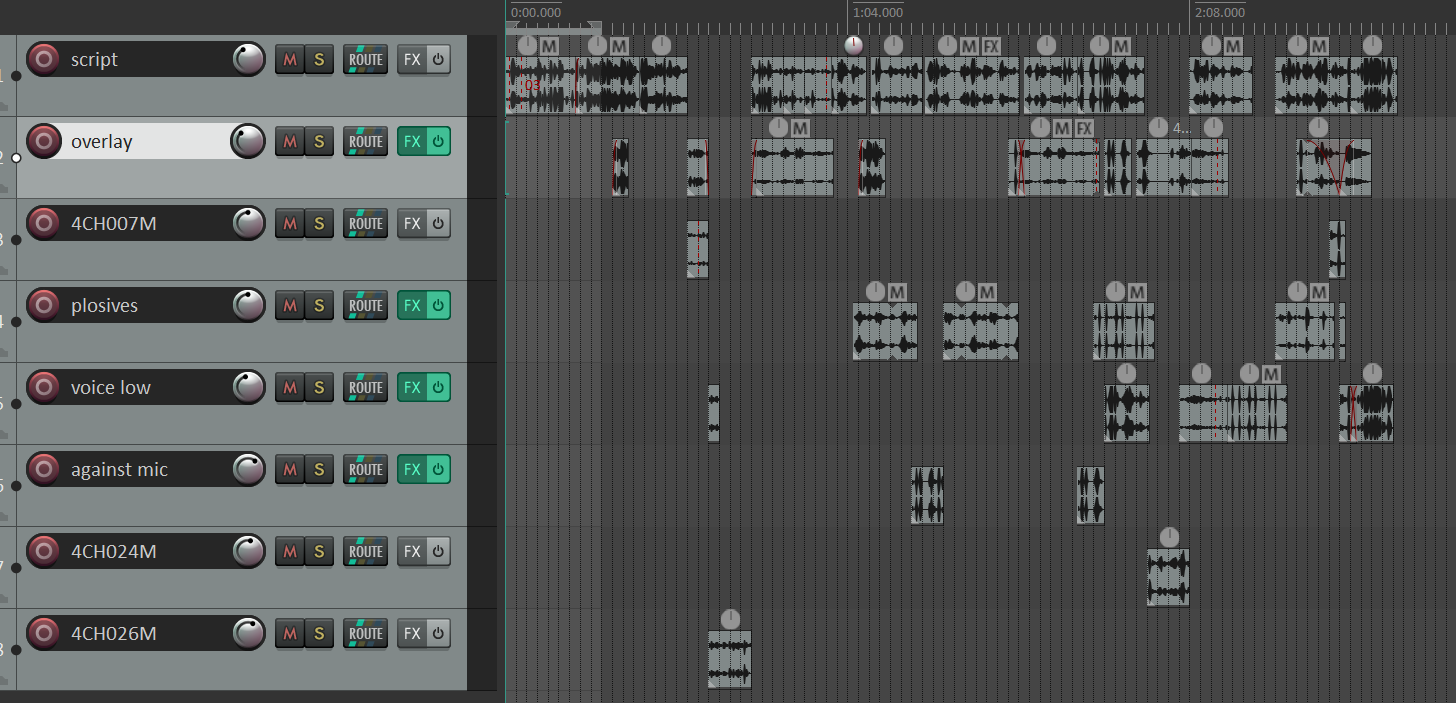 0:00.000 1:04.000 2:08.000
M M M FX M M M
1 script M S ROUTE FX
03
M M FX 4...
2 overlay M S ROUTE FX
3 4CH007M M S ROUTE FX
M M M M
4 plosives M S ROUTE FX
M
5 voice low M S ROUTE FX
6 against mic M S ROUTE FX
7 4CH024M M S ROUTE FX
8 4CH026M M S ROUTE FX